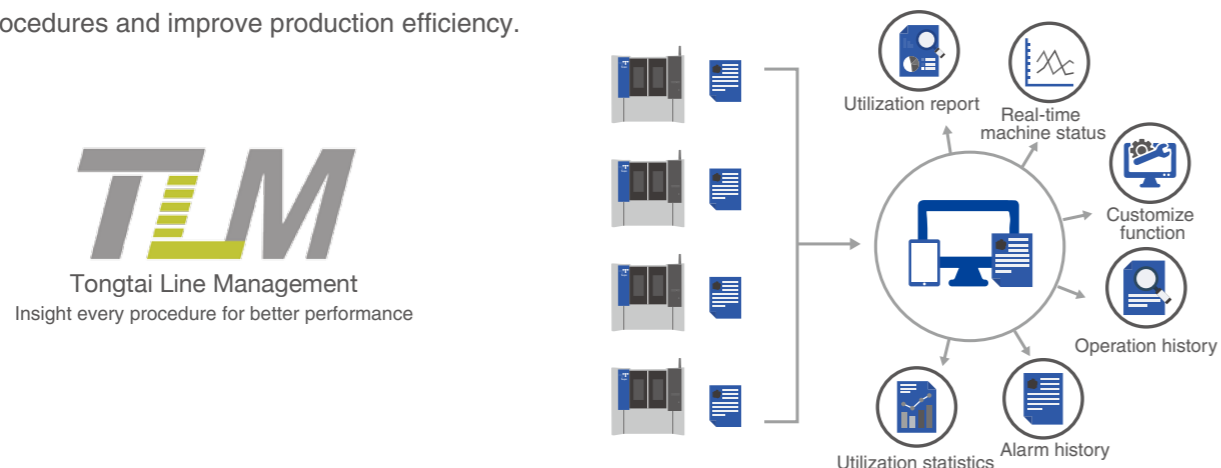 procedures and improve production efficiency.
TLM
Tongtai Line Management
Insight every procedure for better performance
Utilization report
Real-time
machine status
Customize
function
Operation history
Alarm history
Utilization statistics